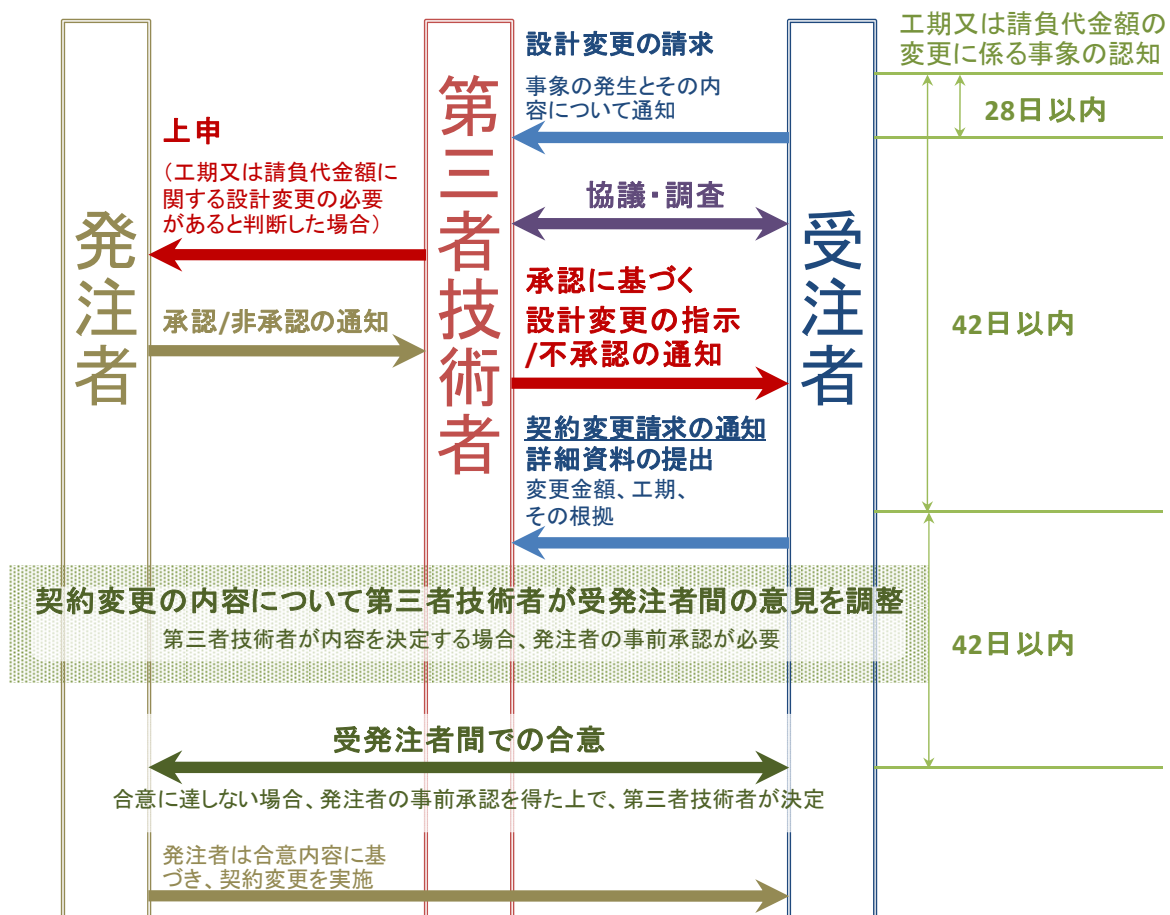 発注者
第三者技術者
受注者
工期又は請負代金額の
変更に係る事象の認知
設計変更の請求
事象の発生とその内
容について通知
28日以内
上申
（工期又は請負代金額に
関する設計変更の必要
があると判断した場合）
協議・調査
承認に基づく
設計変更の指示
/不承認の通知
承認/非承認の通知
42日以内
契約変更請求の通知
詳細資料の提出
変更金額、工期、
その根拠
契約変更の内容について第三者技術者が受発注者間の意見を調整
第三者技術者が内容を決定する場合、発注者の事前承認が必要
42日以内
受発注者間での合意
合意に達しない場合、発注者の事前承認を得た上で、第三者技術者が決定
発注者は合意内容に基
づき、契約変更を実施